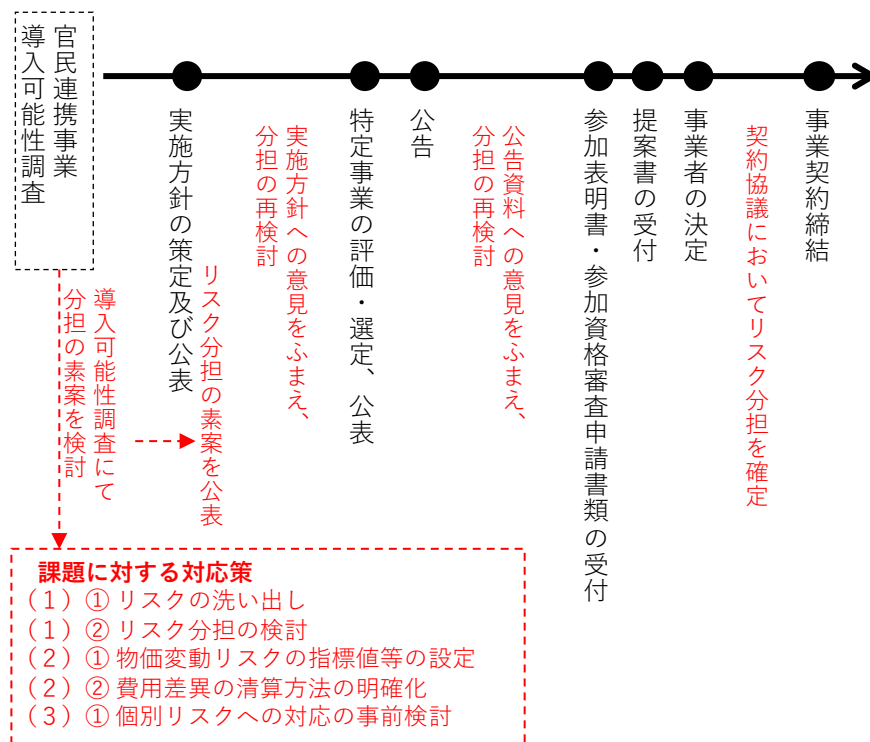 官民連携事業
導入可能性調査
導入可能性調査にて
分担の素案を検討
実施方針の策定及び公表
リスク分担の素案を公表
実施方針への意見をふまえ、
分担の再検討
特定事業の評価・選定、公表
公告
公告資料への意見をふまえ、
分担の再検討
参加表明書・参加資格審査申請書類の受付
提案書の受付
事業者の決定
契約協議においてリスク分担を確定
事業契約締結
課題に対する対応策
（１）① リスクの洗い出し
（１）② リスク分担の検討
（２）① 物価変動リスクの指標値等の設定
（２）② 費用差異の清算方法の明確化
（３）① 個別リスクへの対応の事前検討